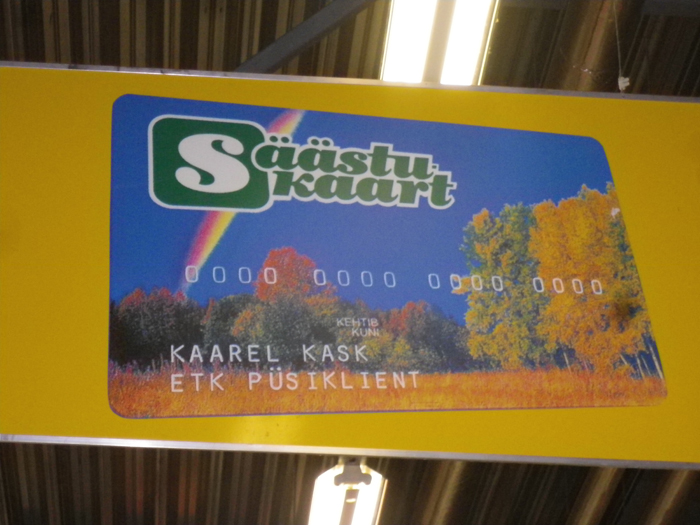 Säästu-
kaart
0000 0000 0000 0000
KEHTIB
KUNI
KAAREL KASK
ETK PÜSIKLIENT